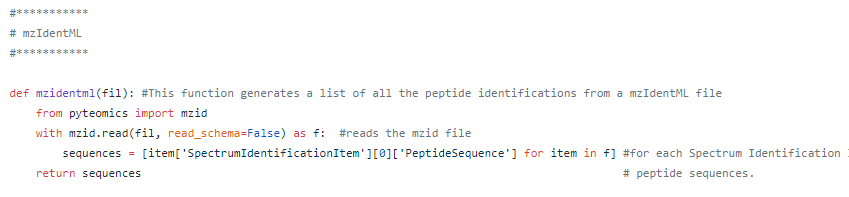 #***********
# mzIdentML
#***********
def mzidentml(fil): #This function generates a list of all the peptide identifications from a mzIdentML file
from pyteomics import mzid
with mzid.read(fil, read_schema=False) as f:  #reads the mzid file
sequences = [item['SpectrumIdentificationItem'][0]['PeptideSequence'] for item in f] #for each Spectrum Identification
return sequences # peptide sequences.